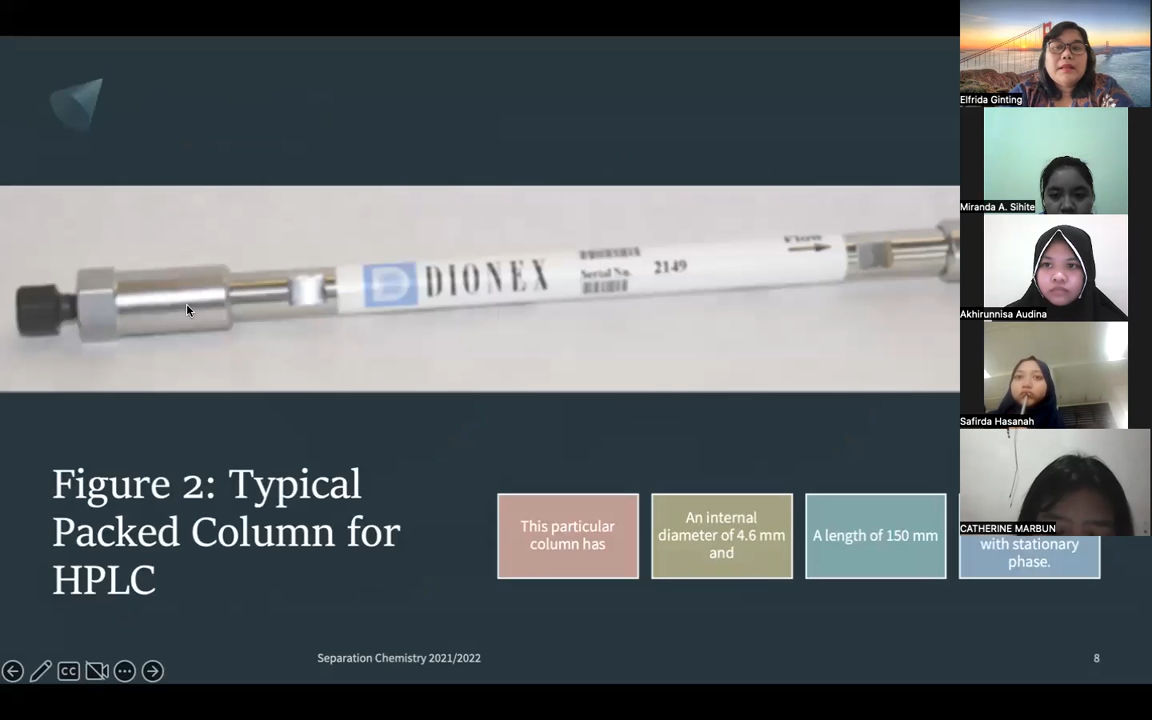 Elfrida Ginting
Miranda A. Sihite
Akhirunnisa Audina
Safirda Hasanah
CATHERINE MARBUN
DIONEX
Serial No.
2149
Flow
Figure 2: Typical
Packed Column for
HPLC
This particular
column has
An internal
diameter of 4.6 mm
and
A length of 150 mm
with stationary
phase.
Separation Chemistry 2021/2022
8
CC